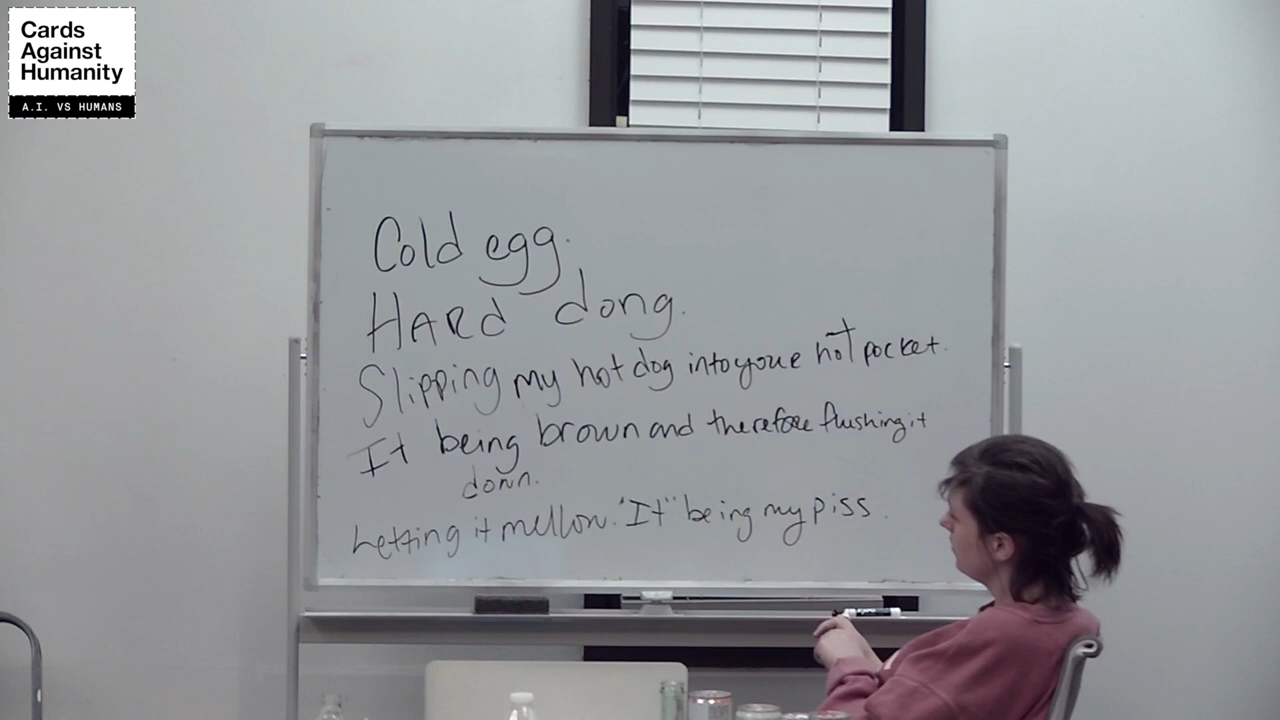 Cards
Against
Humanity
A.I. VS HUMANS
Cold egg.
HARD dong.
Slipping my hot dog into youre hot pocket.
It being brown and therefore flushing it
down.
Letting it mellow. "It" being my piss.